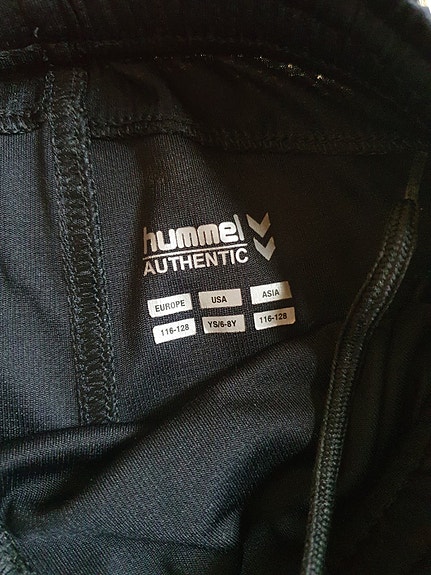 hummel
AUTHENTIC
EUROPE USA ASIA
116-128 YS/6-8Y 116-128